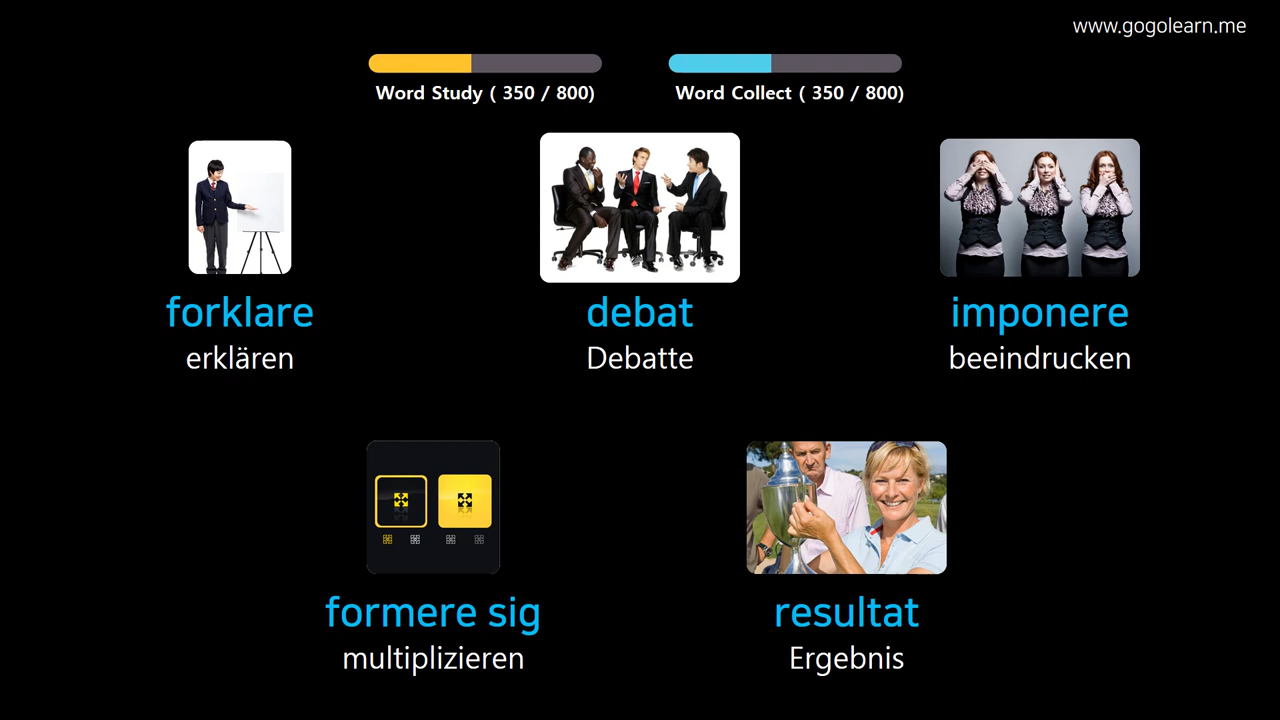 www.gogolearn.me
Word Study ( 350 / 800)
Word Collect ( 350 / 800)
forklare
erklären
debat
Debatte
imponere
beeindrucken
formere sig
multiplizieren
resultat
Ergebnis